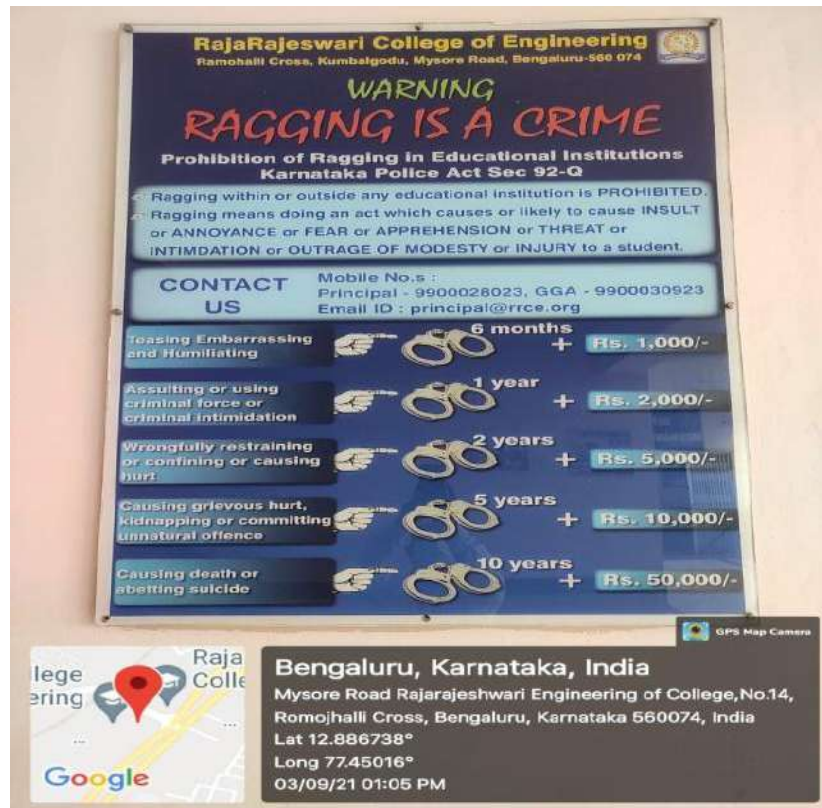 RajaRajeswari College of Engineering
Ramohalli Cross, Kumbalgodu, Mysore Road, Bengaluru-560 074
WARNING
RAGGING IS A CRIME
Prohibition of Ragging in Educational Institutions
Karnataka Police Act Sec 92-Q
Ragging within or outside any educational institution is PROHIBITED.
Ragging means doing an act which causes or likely to cause INSULT
or ANNOYANCE or FEAR or APPREHENSION or THREAT or
INTIMDATION or OUTRAGE OF MODESTY or INJURY to a student.
CONTACT
US
Mobile No.s :
Principal - 9900028023, GGA - 9900030923
Email ID : principal@rrce.org
Teasing Embarrassing
and Humiliating
6 months
+ Rs. 1,000/-
Assulting or using
criminal force or
criminal intimidation
1 year
+ Rs. 2,000/-
Wrongfully restraining
or confining or causing
hurt
2 years
+ Rs. 5,000/-
Causing grievous hurt,
kidnapping or committing
unnatural offence
5 years
+ Rs. 10,000/-
Causing death or
abetting suicide
10 years
+ Rs. 50,000/-
GPS Map Camera
llege
ering
Raja
Colle
Google
Bengaluru, Karnataka, India
Mysore Road Rajarajeshwari Engineering of College,No.14,
Romojhalli Cross, Bengaluru, Karnataka 560074, India
Lat 12.886738°
Long 77.45016°
03/09/21 01:05 PM